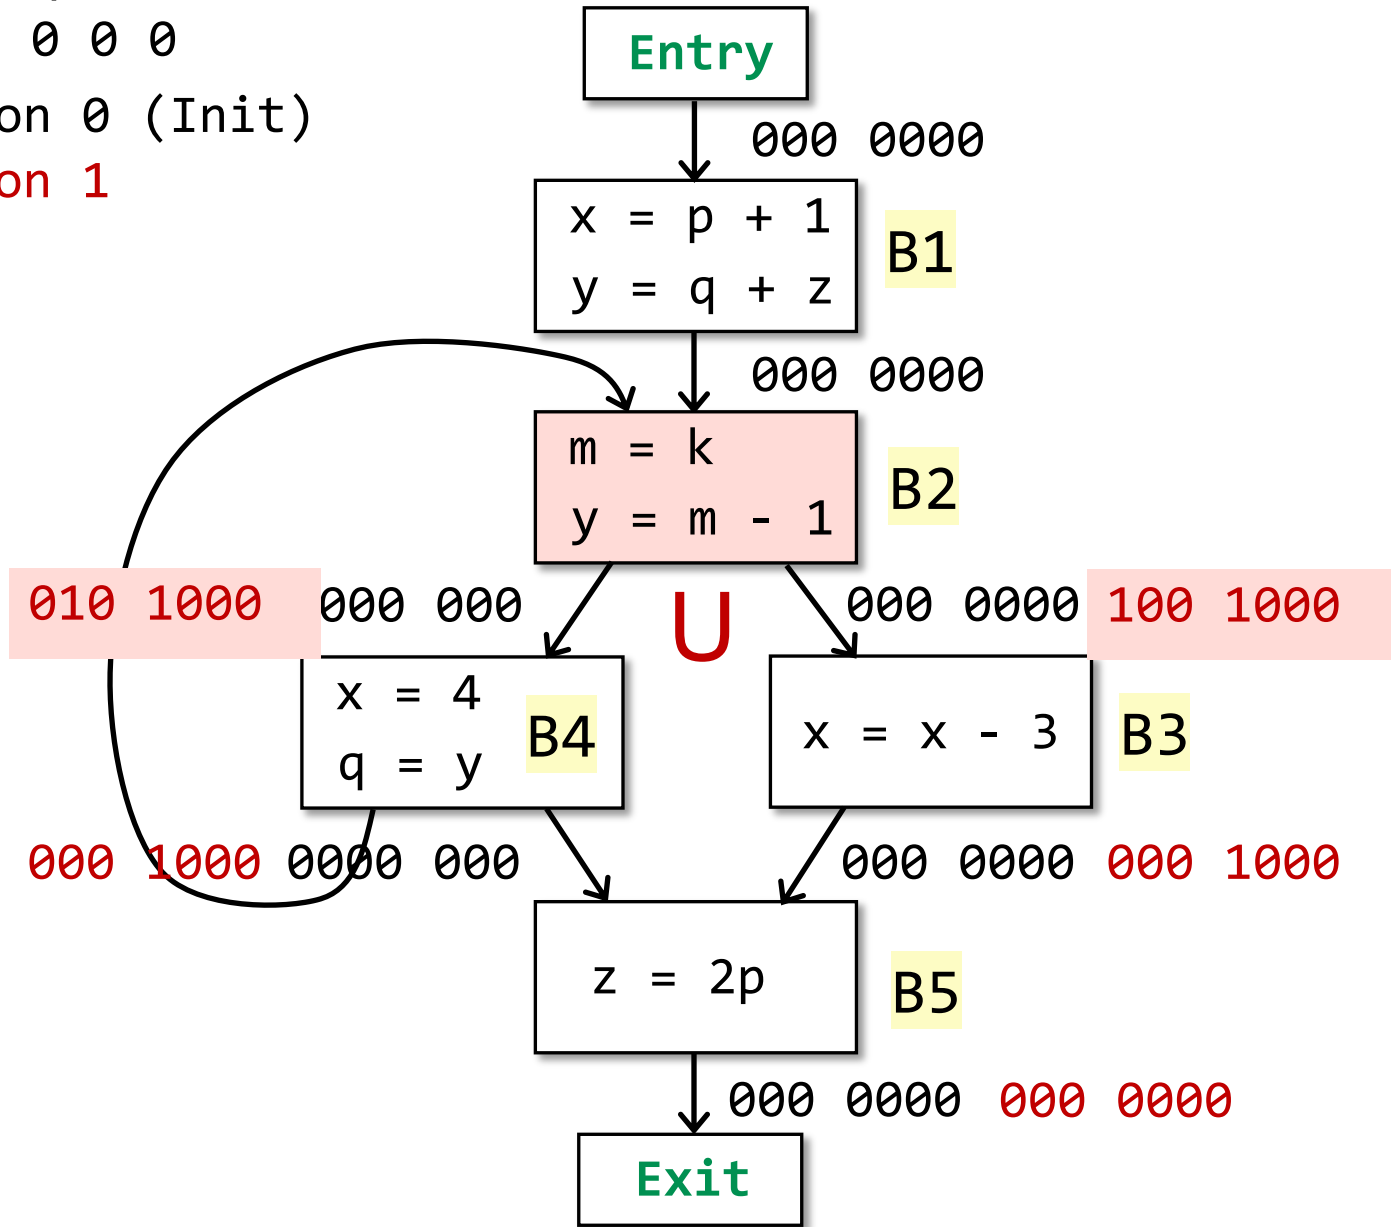 0 0 0
on 0 (Init)
on 1
Entry
000 0000
x = p + 1
y = q + z
B1
000 0000
m = k
y = m - 1
B2
010 1000 000 000
U
000 0000 100 1000
x = 4
q = y
B4
x = x - 3
B3
000 1000 0000 000
000 0000 000 1000
z = 2p
B5
000 0000 000 0000
Exit